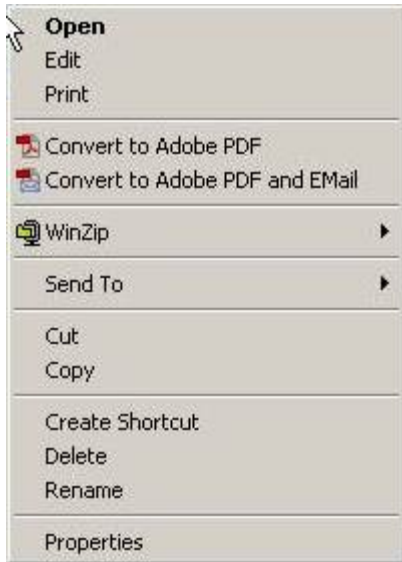 Open
Edit
Print
Convert to Adobe PDF
Convert to Adobe PDF and EMail
WinZip
Send To
Cut
Copy
Create Shortcut
Delete
Rename
Properties